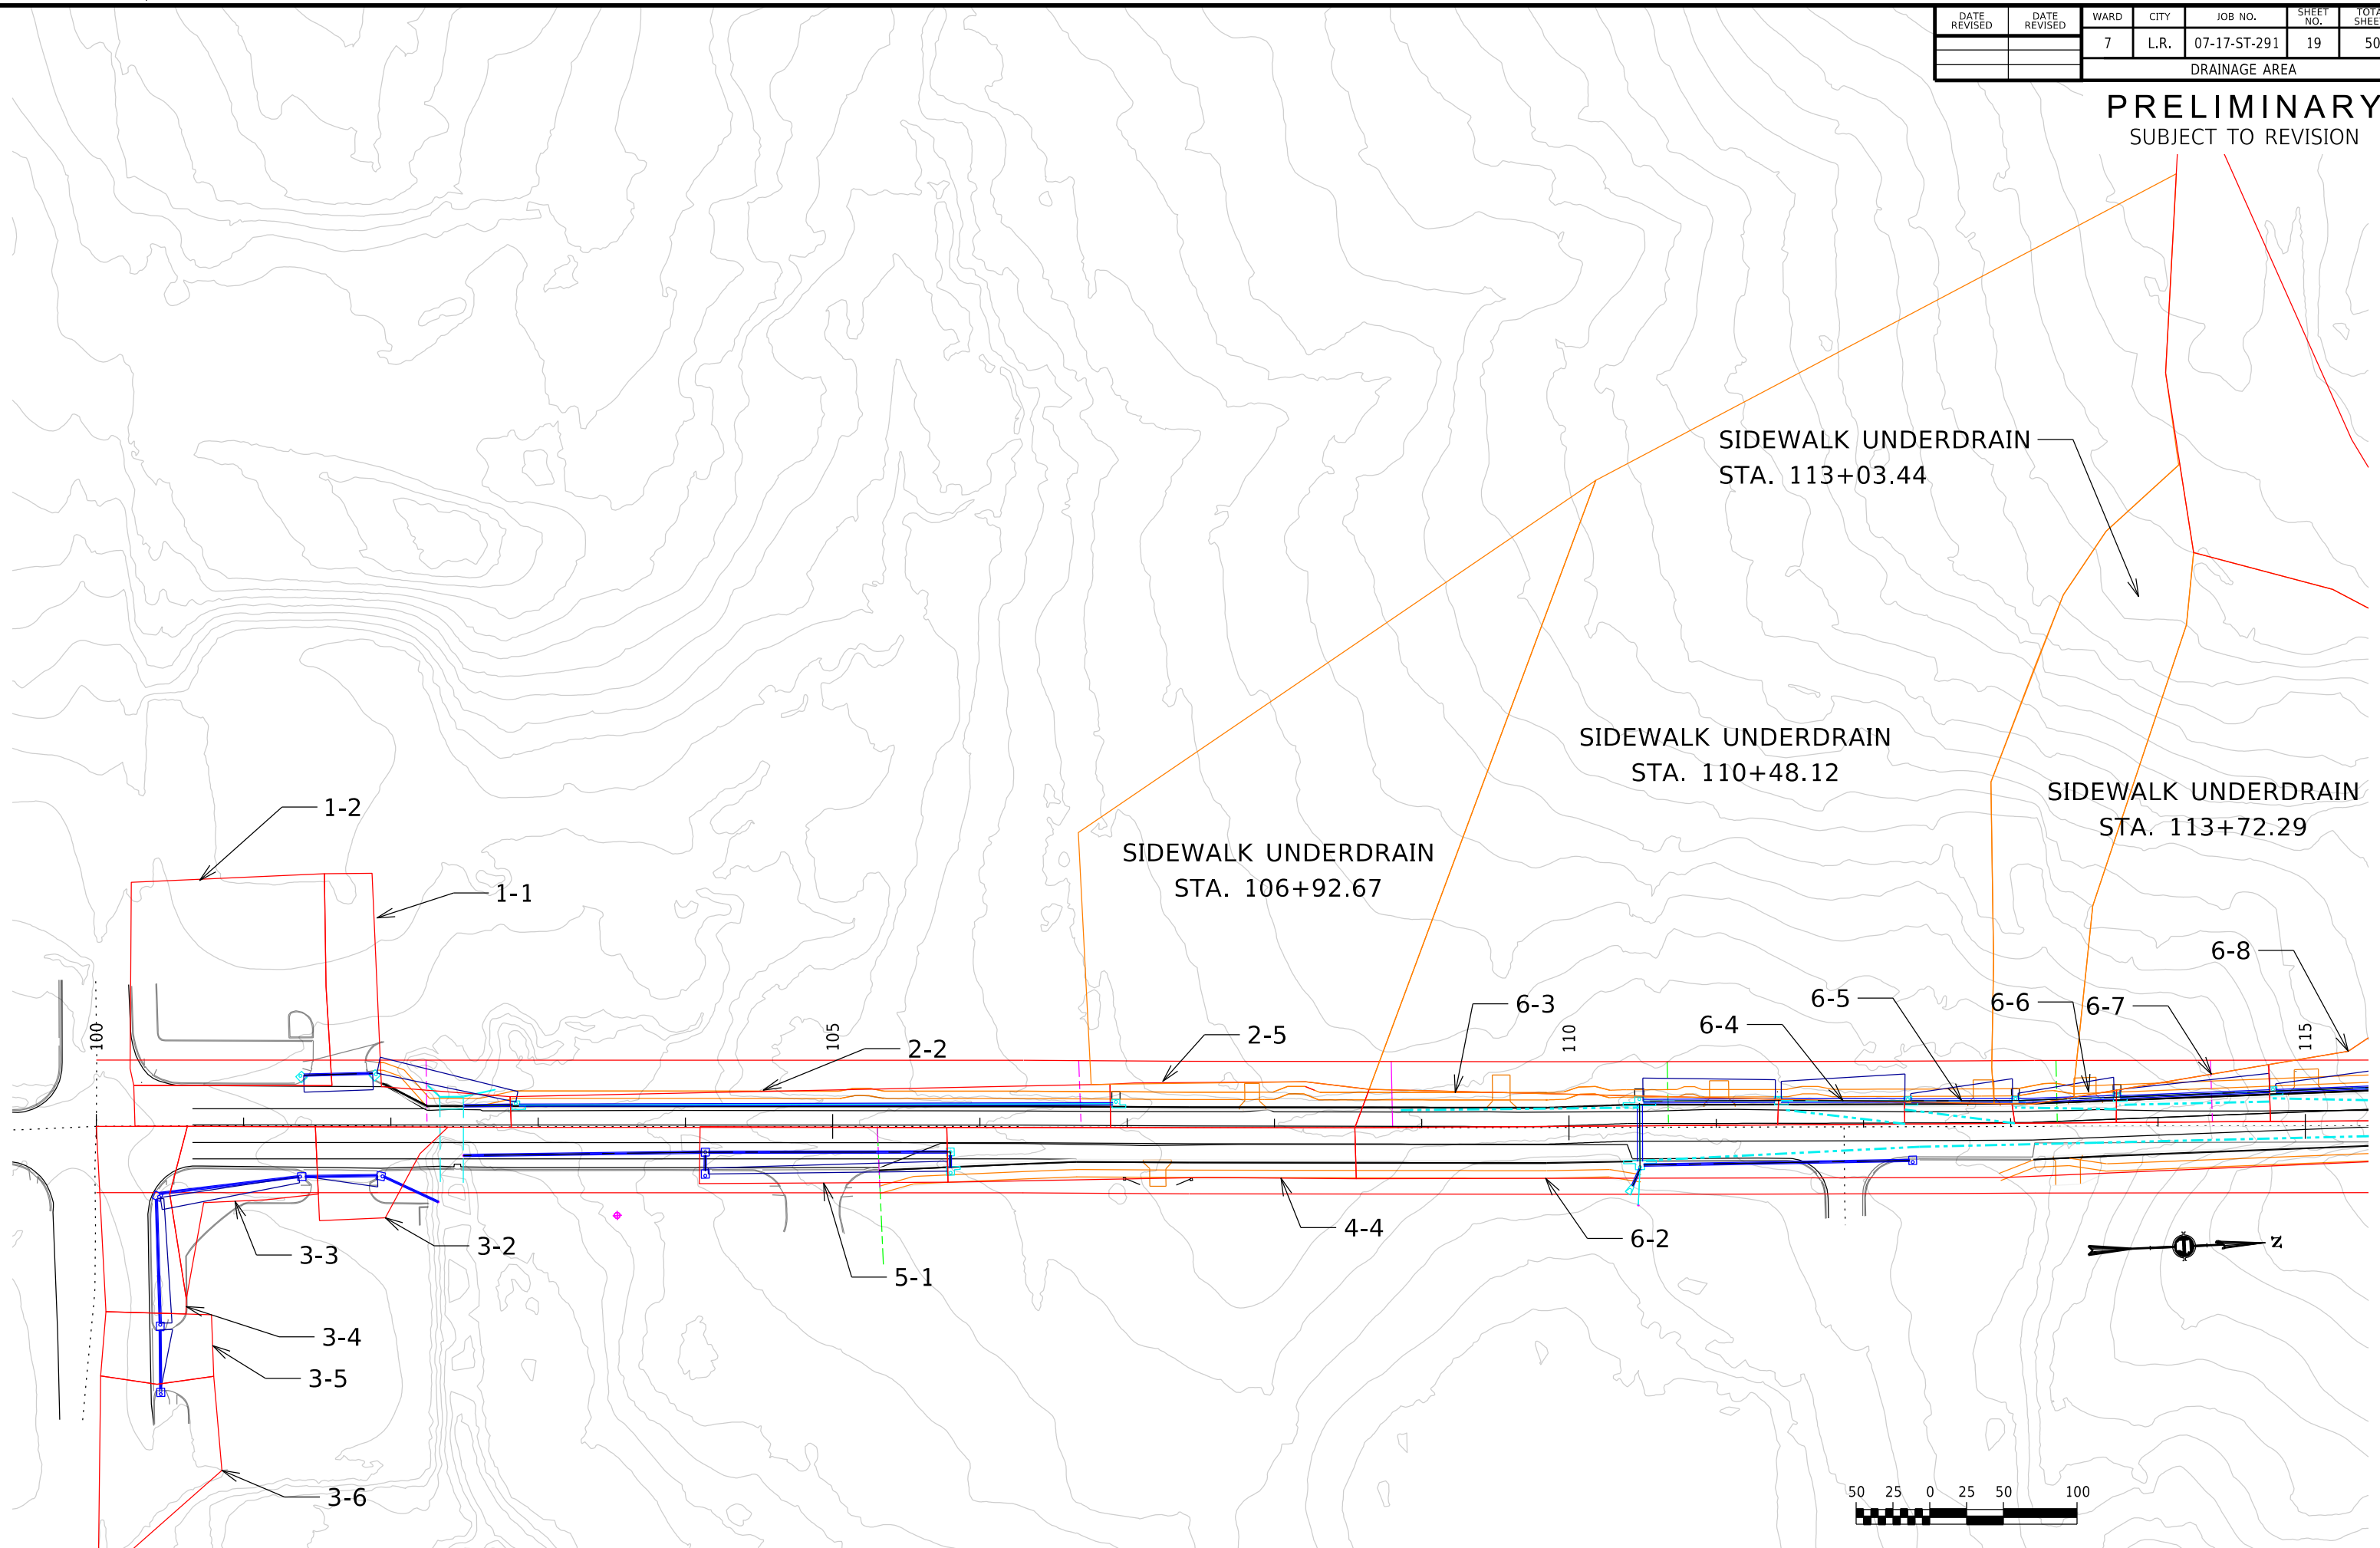 DATE REVISED
DATE REVISED
WARD
CITY
JOB NO.
SHEET NO.
7
L.R.
07-17-ST-291
19
50
DRAINAGE AREA
PRELIMINARY
SUBJECT TO REVISION
SIDEWALK UNDERDRAIN
STA. 113+03.44
SIDEWALK UNDERDRAIN
STA. 110+48.12
SIDEWALK UNDERDRAIN
STA. 113+72.29
SIDEWALK UNDERDRAIN
STA. 106+92.67
1-2
1-1
6-8
6-3
6-5
6-6
6-7
6-4
2-5
2-2
100
105
110
115
4-4
6-2
3-2
3-3
5-1
3-4
3-5
3-6
N
50 25 0 25 50 100